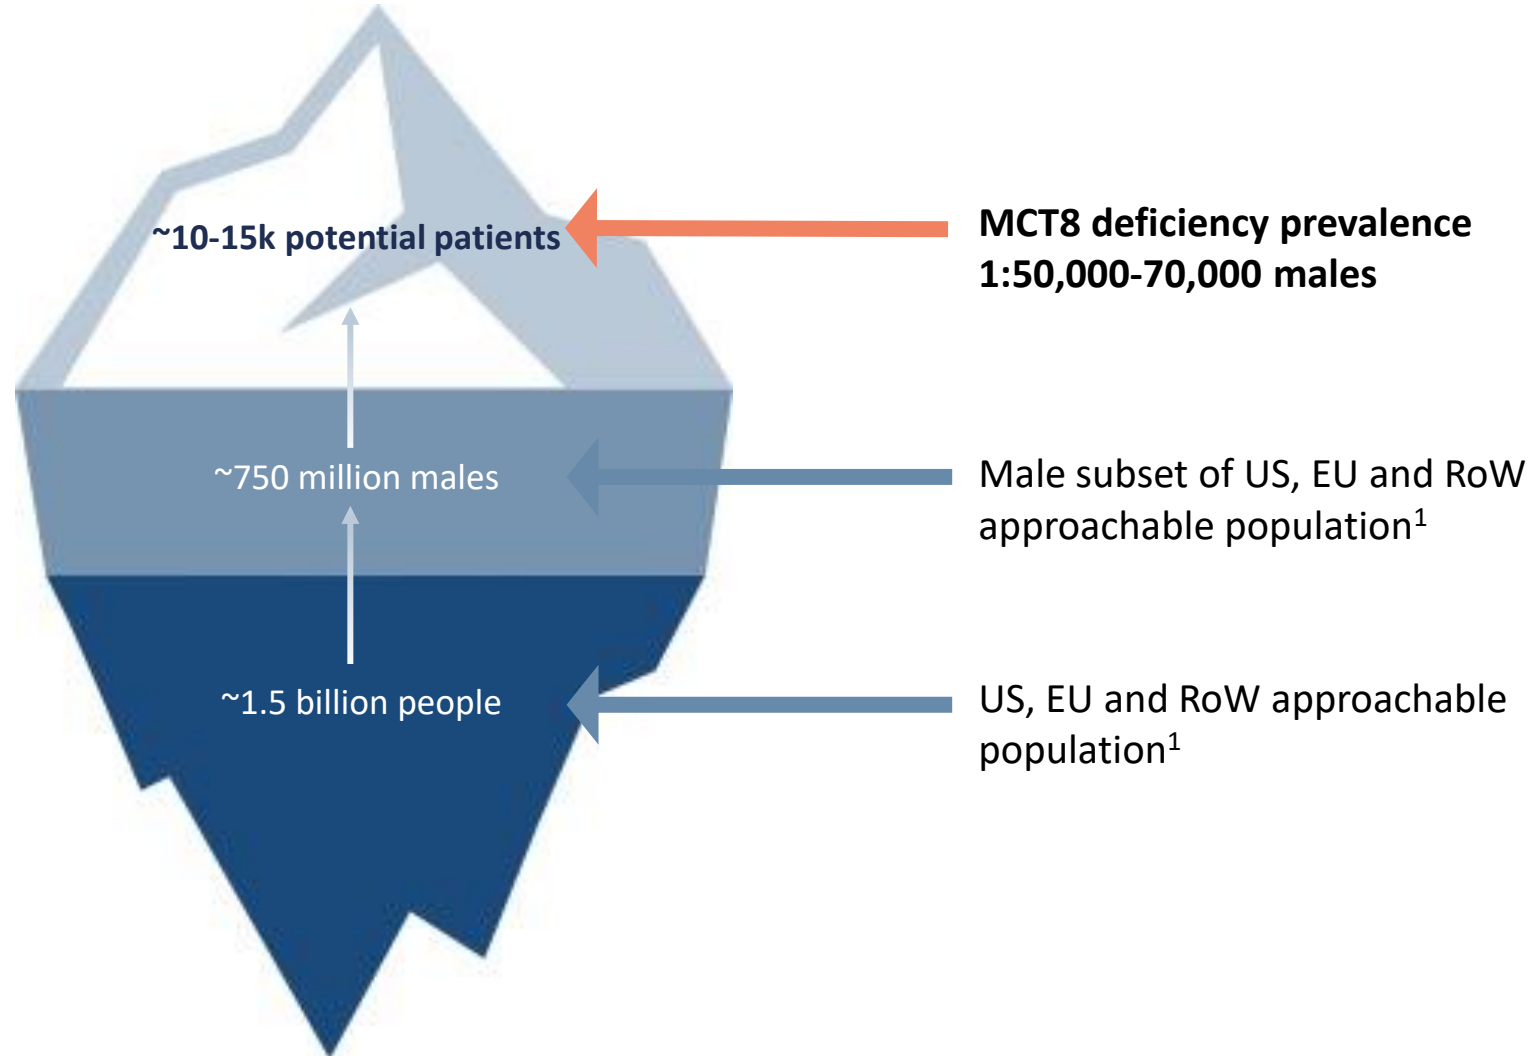 ~10-15k potential patients
MCT8 deficiency prevalence
1:50,000-70,000 males
~750 million males
Male subset of US, EU and RoW
approachable population¹
~1.5 billion people
US, EU and RoW approachable
population¹